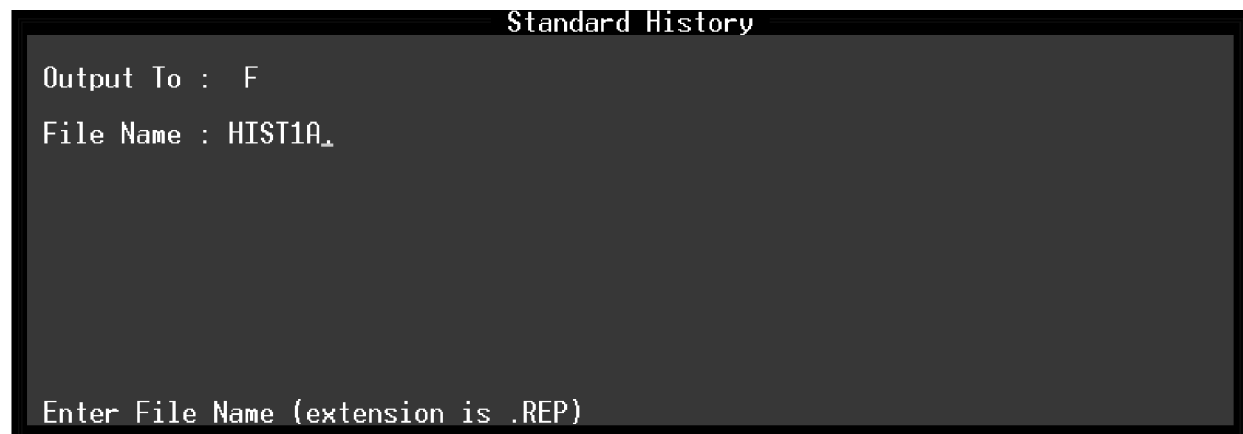 Standard History
Output To :  F
File Name : HIST1A.
Enter File Name (extension is .REP)